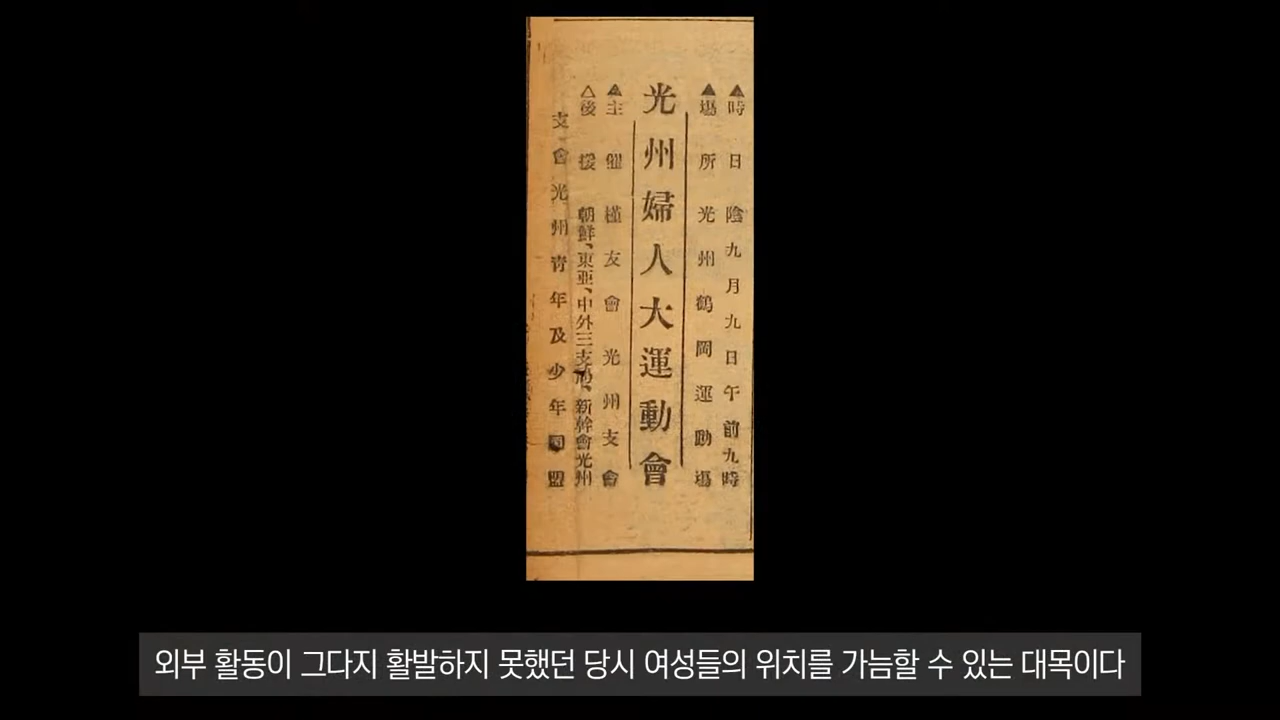 ▲時日 陰九月九日午前九時
▲塲所 光州鶴岡運動塲
光州婦人大運動會
▲主催 槿友會光州支會
△後援 朝鮮、東亞、中外三支局、新幹會光州
支會光州靑年及少年同盟
외부 활동이 그다지 활발하지 못했던 당시 여성들의 위치를 가늠할 수 있는 대목이다